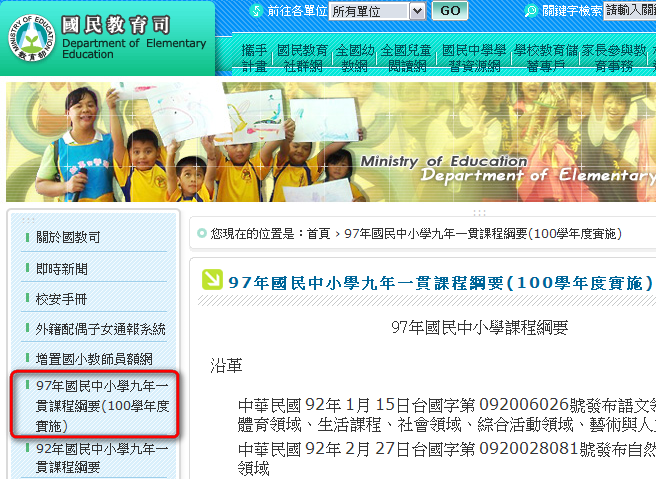 MINISTRY OF EDUCATION
教育部
國民教育司
Department of Elementary
Education
前往各單位 所有單位 GO 關鍵字檢索 請輸入關
攜手計畫
國民教育社群網
全國幼教網
全國兒童閱讀網
國民中學學習資源網
學校教育儲蓄專戶
家長參與教育事務
Ministry of Education
Department of Elementary
您現在的位置是：首頁 › 97年國民中小學九年一貫課程綱要(100學年度實施)
關於國教司
即時新聞
校安手冊
外籍配偶子女通報系統
增置國小教師員額網
97年國民中小學九年一
貫課程綱要(100學年度
實施)
92年國民中小學九年一
貫課程綱要
97年國民中小學九年一貫課程綱要(100學年度實施)
97年國民中小學課程綱要
沿革
中華民國 92年 1月 15日台國字第 092006026號發布語文
體育領域、生活課程、社會領域、綜合活動領域、藝術與人
中華民國 92年 2月 27日台國字第 0920028081號發布自然
領域